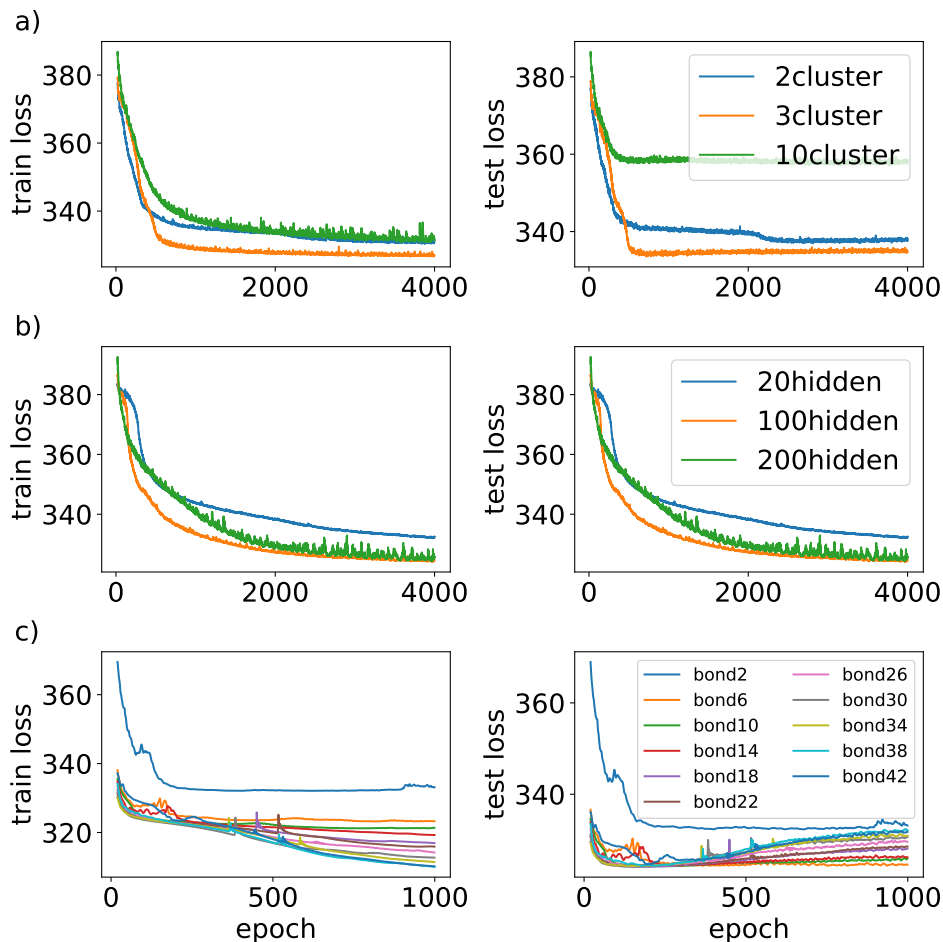 a)
train loss
380
360
340
0 2000 4000
test loss
380
360
340
0 2000 4000
2cluster
3cluster
10cluster
b)
train loss
380
360
340
0 2000 4000
test loss
380
360
340
0 2000 4000
20hidden
100hidden
200hidden
c)
train loss
360
340
320
0 500 1000
epoch
test loss
360
340
0 500 1000
epoch
bond2
bond6
bond10
bond14
bond18
bond22
bond26
bond30
bond34
bond38
bond42